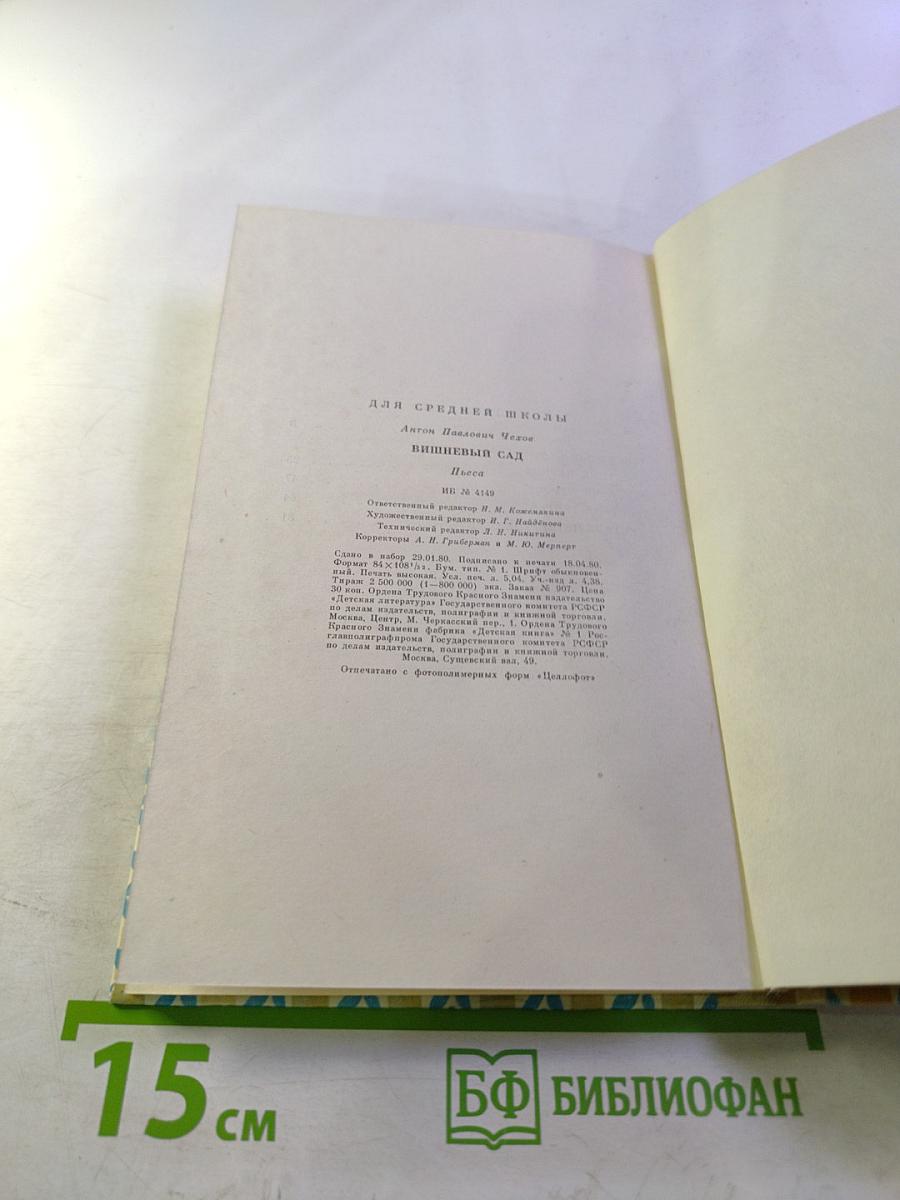 ДЛЯ СРЕДНЕЙ ШКОЛЫ
Антон Павлович Чехов
ВИШНЕВЫЙ САД
Пьеса
ИБ № 4149
Ответственный редактор Н. М. Кожемякина
Художественный редактор И. Г. Найдёнова
Технический редактор Л. Н. Никитина
Корректоры А. И. Гриберман и М. Ю. Мерперт
Сдано в набор 29.01.80. Подписано к печати 18.04.80.
Формат 84×108¹/₃₂. Бум. тип. № 1. Шрифт обыкновен-
ный. Печать высокая. Усл. печ. л. 5,04. Уч.-изд л. 4,38.
Тираж 2 500 000 (1—800 000) экз. Заказ № 907. Цена
30 коп. Ордена Трудового Красного Знамени издательство
«Детская литература» Государственного комитета РСФСР
по делам издательств, полиграфии и книжной торговли.
Москва, Центр, М. Черкасский пер., 1. Ордена Трудового
Красного Знамени фабрика «Детская книга» № 1 Рос-
главполиграфпрома Государственного комитета РСФСР
по делам издательств, полиграфии и книжной торговли.
Москва, Сущевский вал, 49.
Отпечатано с фотополимерных форм «Целлофот»
15 см
БФ БИБЛИОФАН